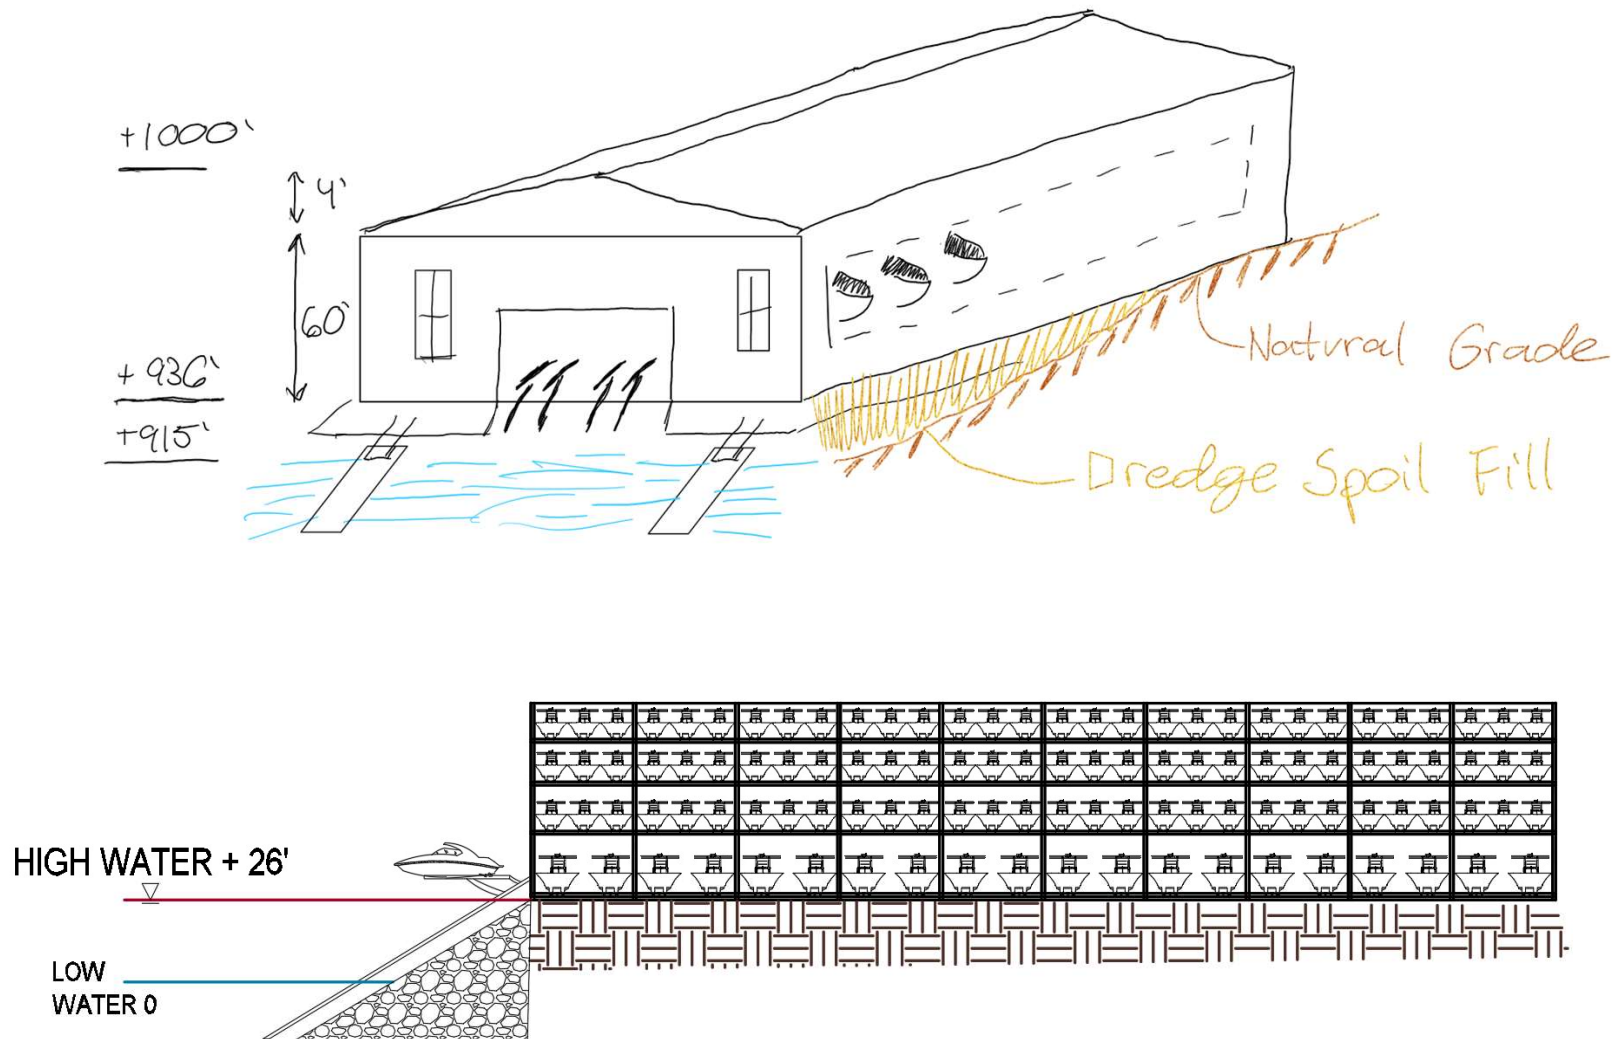 +1000'
4'
60'
+936'
+915'
Natural Grade
Dredge Spoil Fill
HIGH WATER + 26'
LOW
WATER 0